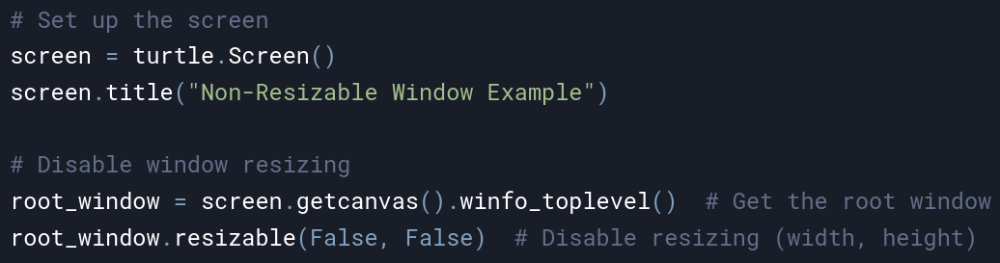 # Set up the screen
screen = turtle.Screen()
screen.title("Non-Resizable Window Example")
# Disable window resizing
root_window = screen.getcanvas().winfo_toplevel()  # Get the root window
root_window.resizable(False, False)  # Disable resizing (width, height)